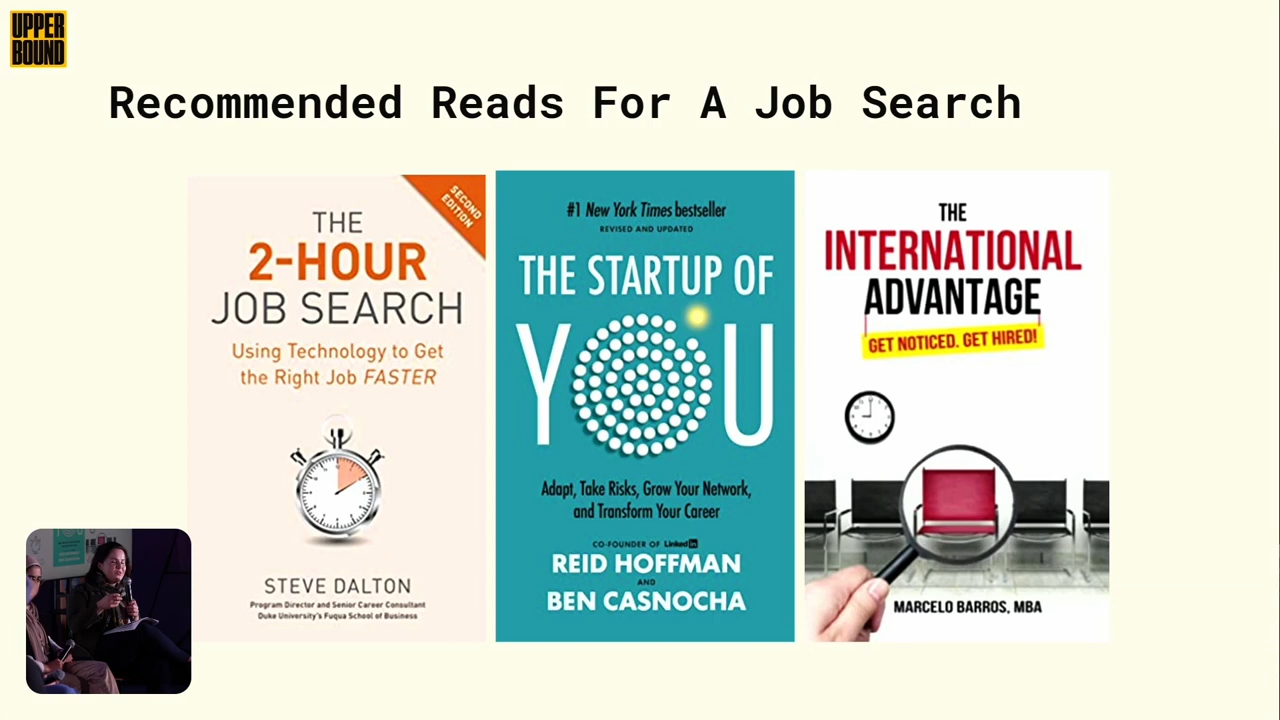 UPPER
BOUND
Recommended Reads For A Job Search
SECOND
EDITION
THE
2-HOUR
JOB SEARCH
Using Technology to Get
the Right Job FASTER
STEVE DALTON
Program Director and Senior Career Consultant
Duke University's Fuqua School of Business
#1 New York Times bestseller
REVISED AND UPDATED
THE STARTUP OF
YOU
Adapt, Take Risks, Grow Your Network,
and Transform Your Career
CO-FOUNDER OF Linkedin
REID HOFFMAN
AND
BEN CASNOCHA
THE
INTERNATIONAL
ADVANTAGE
GET NOTICED. GET HIRED!
MARCELO BARROS, MBA